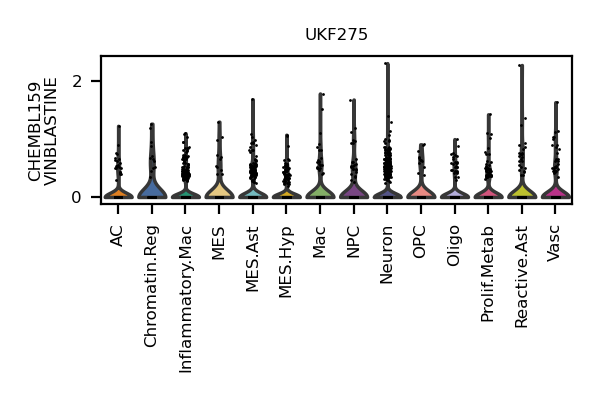 UKF275
CHEMBL159
VINBLASTINE
2
0
AC
Chromatin.Reg
Inflammatory.Mac
MES
MES.Ast
MES.Hyp
Mac
NPC
Neuron
OPC
Oligo
Prolif.Metab
Reactive.Ast
Vasc